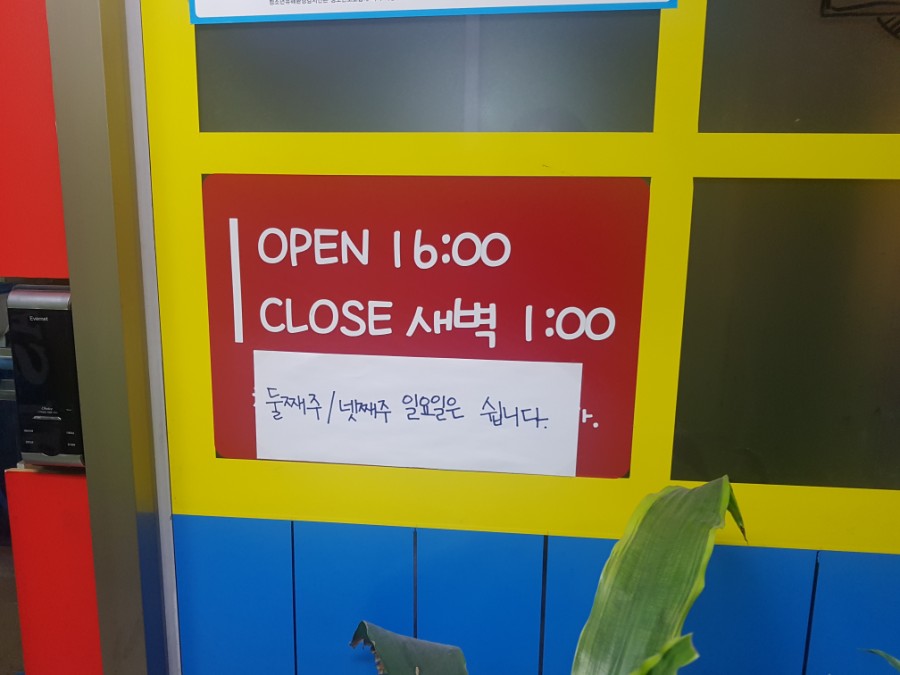 OPEN 16:00
CLOSE 새벽 1:00
둘째주/넷째주 일요일은 쉽니다.
Evernet